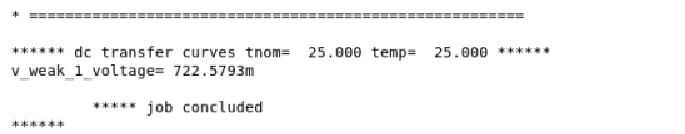 * =======================================================
****** dc transfer curves tnom=  25.000 temp=  25.000 ******
v_weak_1_voltage= 722.5793m
         ***** job concluded
******